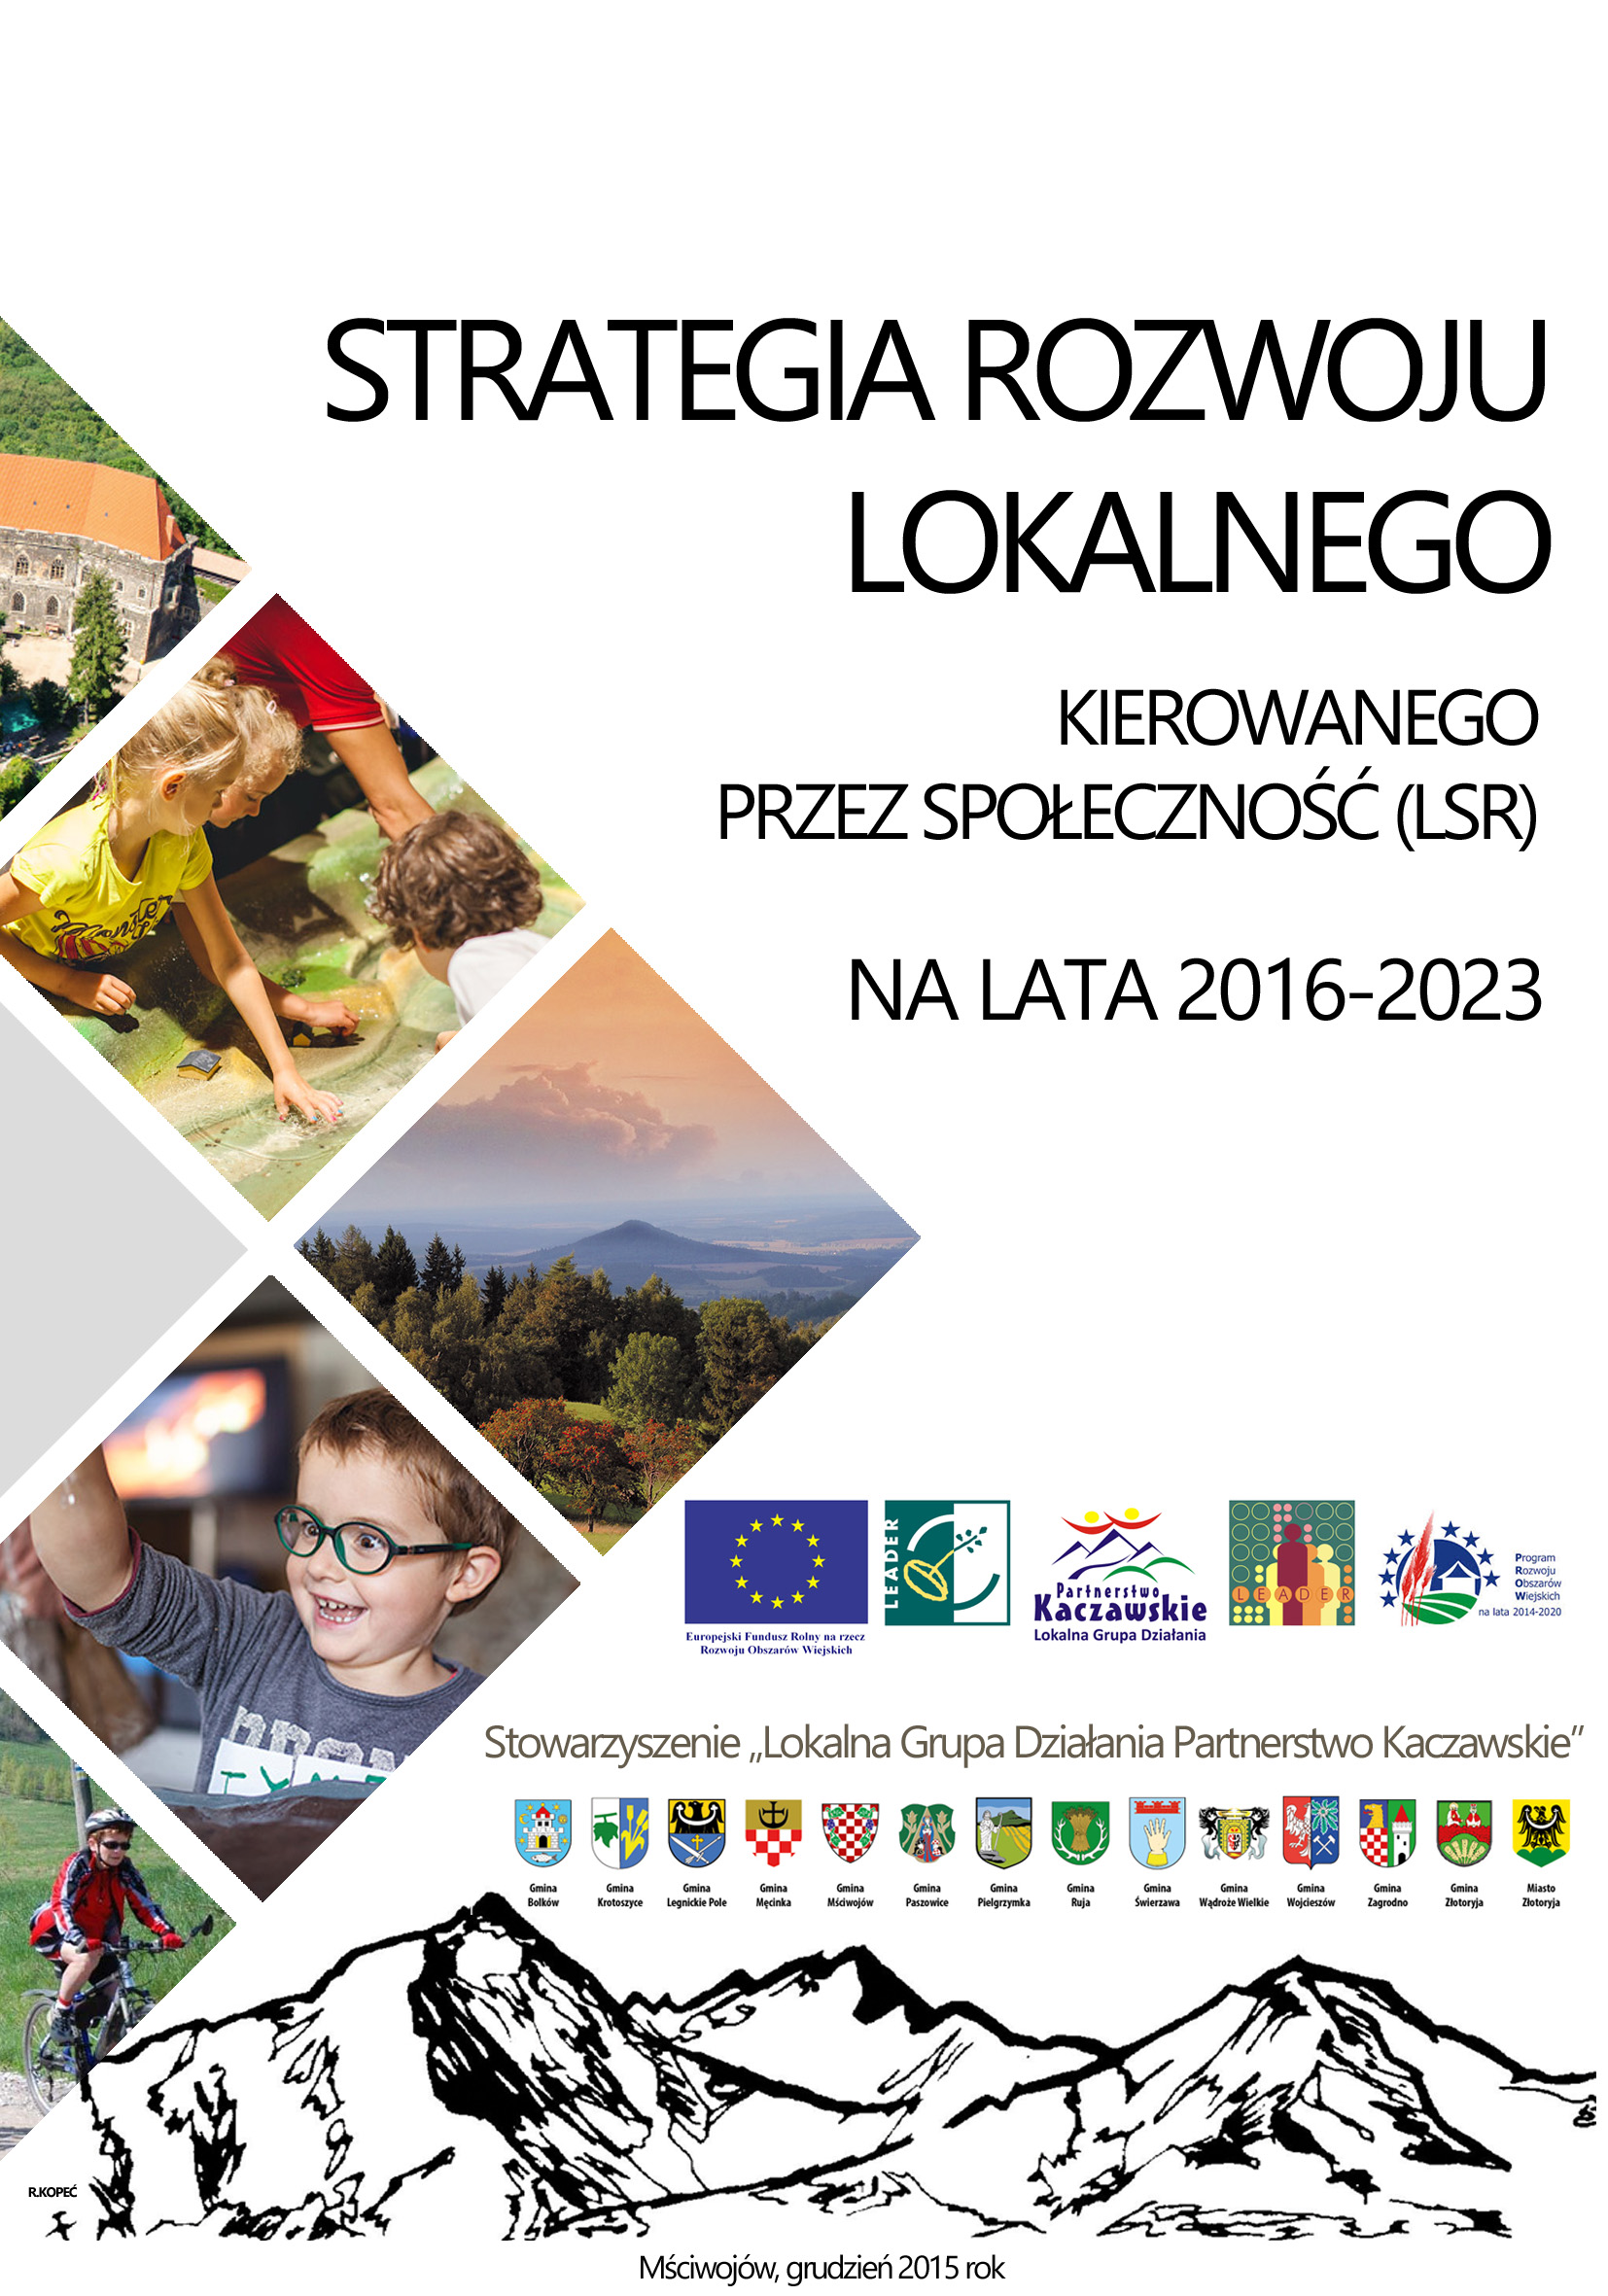 STRATEGIA ROZWOJU
LOKALNEGO
KIEROWANEGO
PRZEZ SPOŁECZNOŚĆ (LSR)
NA LATA 2016-2023
Europejski Fundusz Rolny na rzecz
Rozwoju Obszarów Wiejskich
LEADER
Partnerstwo
Kaczawskie
Lokalna Grupa Działania
LEADER
Program
Rozwoju
Obszarów
Wiejskich
na lata 2014-2020
Stowarzyszenie „Lokalna Grupa Działania Partnerstwo Kaczawskie”
Gmina Bolków
Gmina Krotoszyce
Gmina Legnickie Pole
Gmina Męcinka
Gmina Mściwojów
Gmina Paszowice
Gmina Pielgrzymka
Gmina Ruja
Gmina Świerzawa
Gmina Wądroże Wielkie
Gmina Wojcieszów
Gmina Zagrodno
Gmina Złotoryja
Miasto Złotoryja
R.KOPEĆ
Mściwojów, grudzień 2015 rok